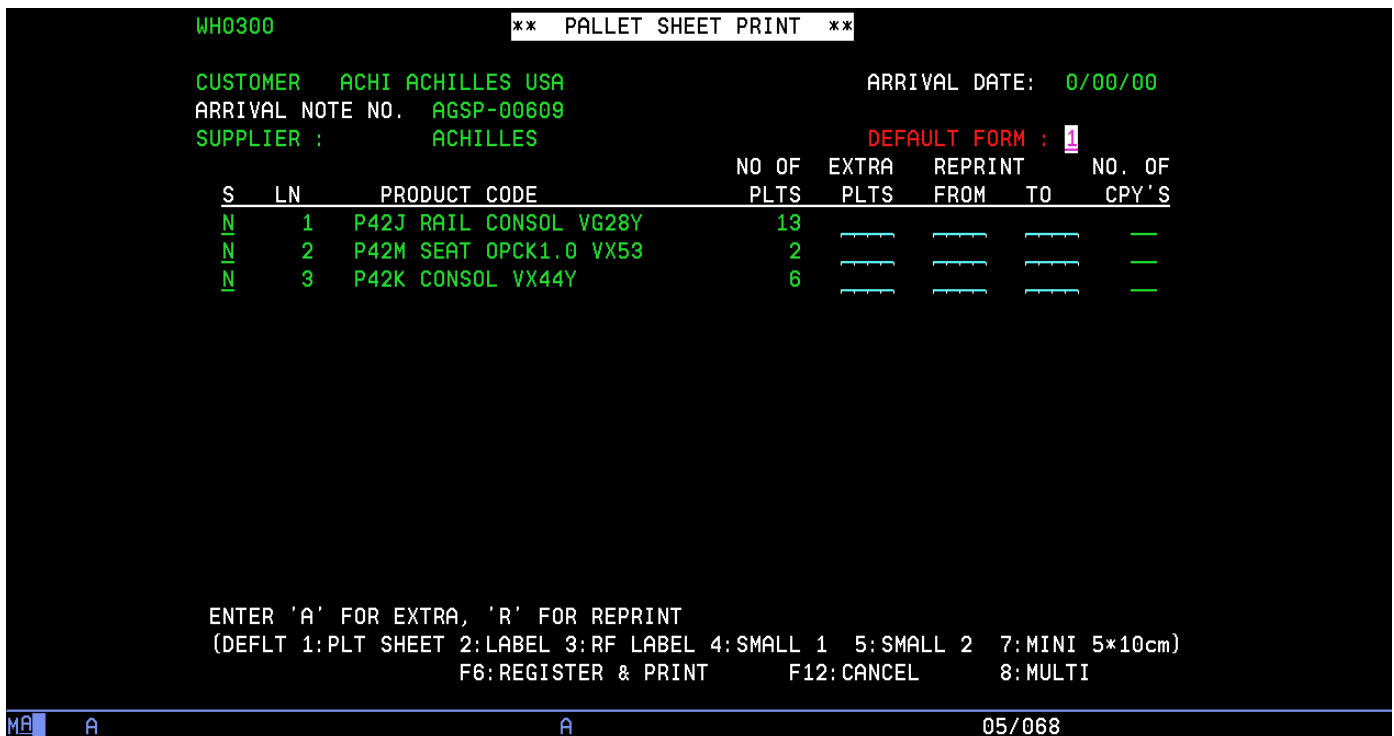 WH0300 ** PALLET SHEET PRINT **
CUSTOMER ACHI ACHILLES USA ARRIVAL DATE: 0/00/00
ARRIVAL NOTE NO. AGSP-00609
SUPPLIER : ACHILLES DEFAULT FORM : 1
NO OF EXTRA REPRINT NO. OF
S LN PRODUCT CODE PLTS PLTS FROM TO CPY'S
N 1 P42J RAIL CONSOL VG28Y 13
N 2 P42M SEAT OPCK1.0 VX53 2
N 3 P42K CONSOL VX44Y 6
ENTER 'A' FOR EXTRA, 'R' FOR REPRINT
(DEFLT 1:PLT SHEET 2:LABEL 3:RF LABEL 4:SMALL 1 5:SMALL 2 7:MINI 5*10cm)
F6:REGISTER & PRINT F12:CANCEL 8:MULTI
MA A A 05/068